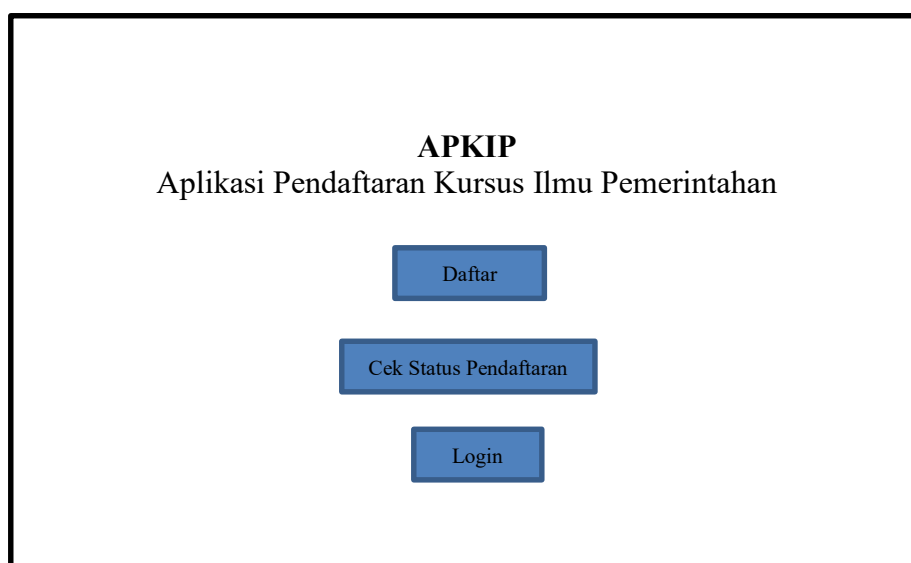 APKIP
Aplikasi Pendaftaran Kursus Ilmu Pemerintahan
Daftar
Cek Status Pendaftaran
Login